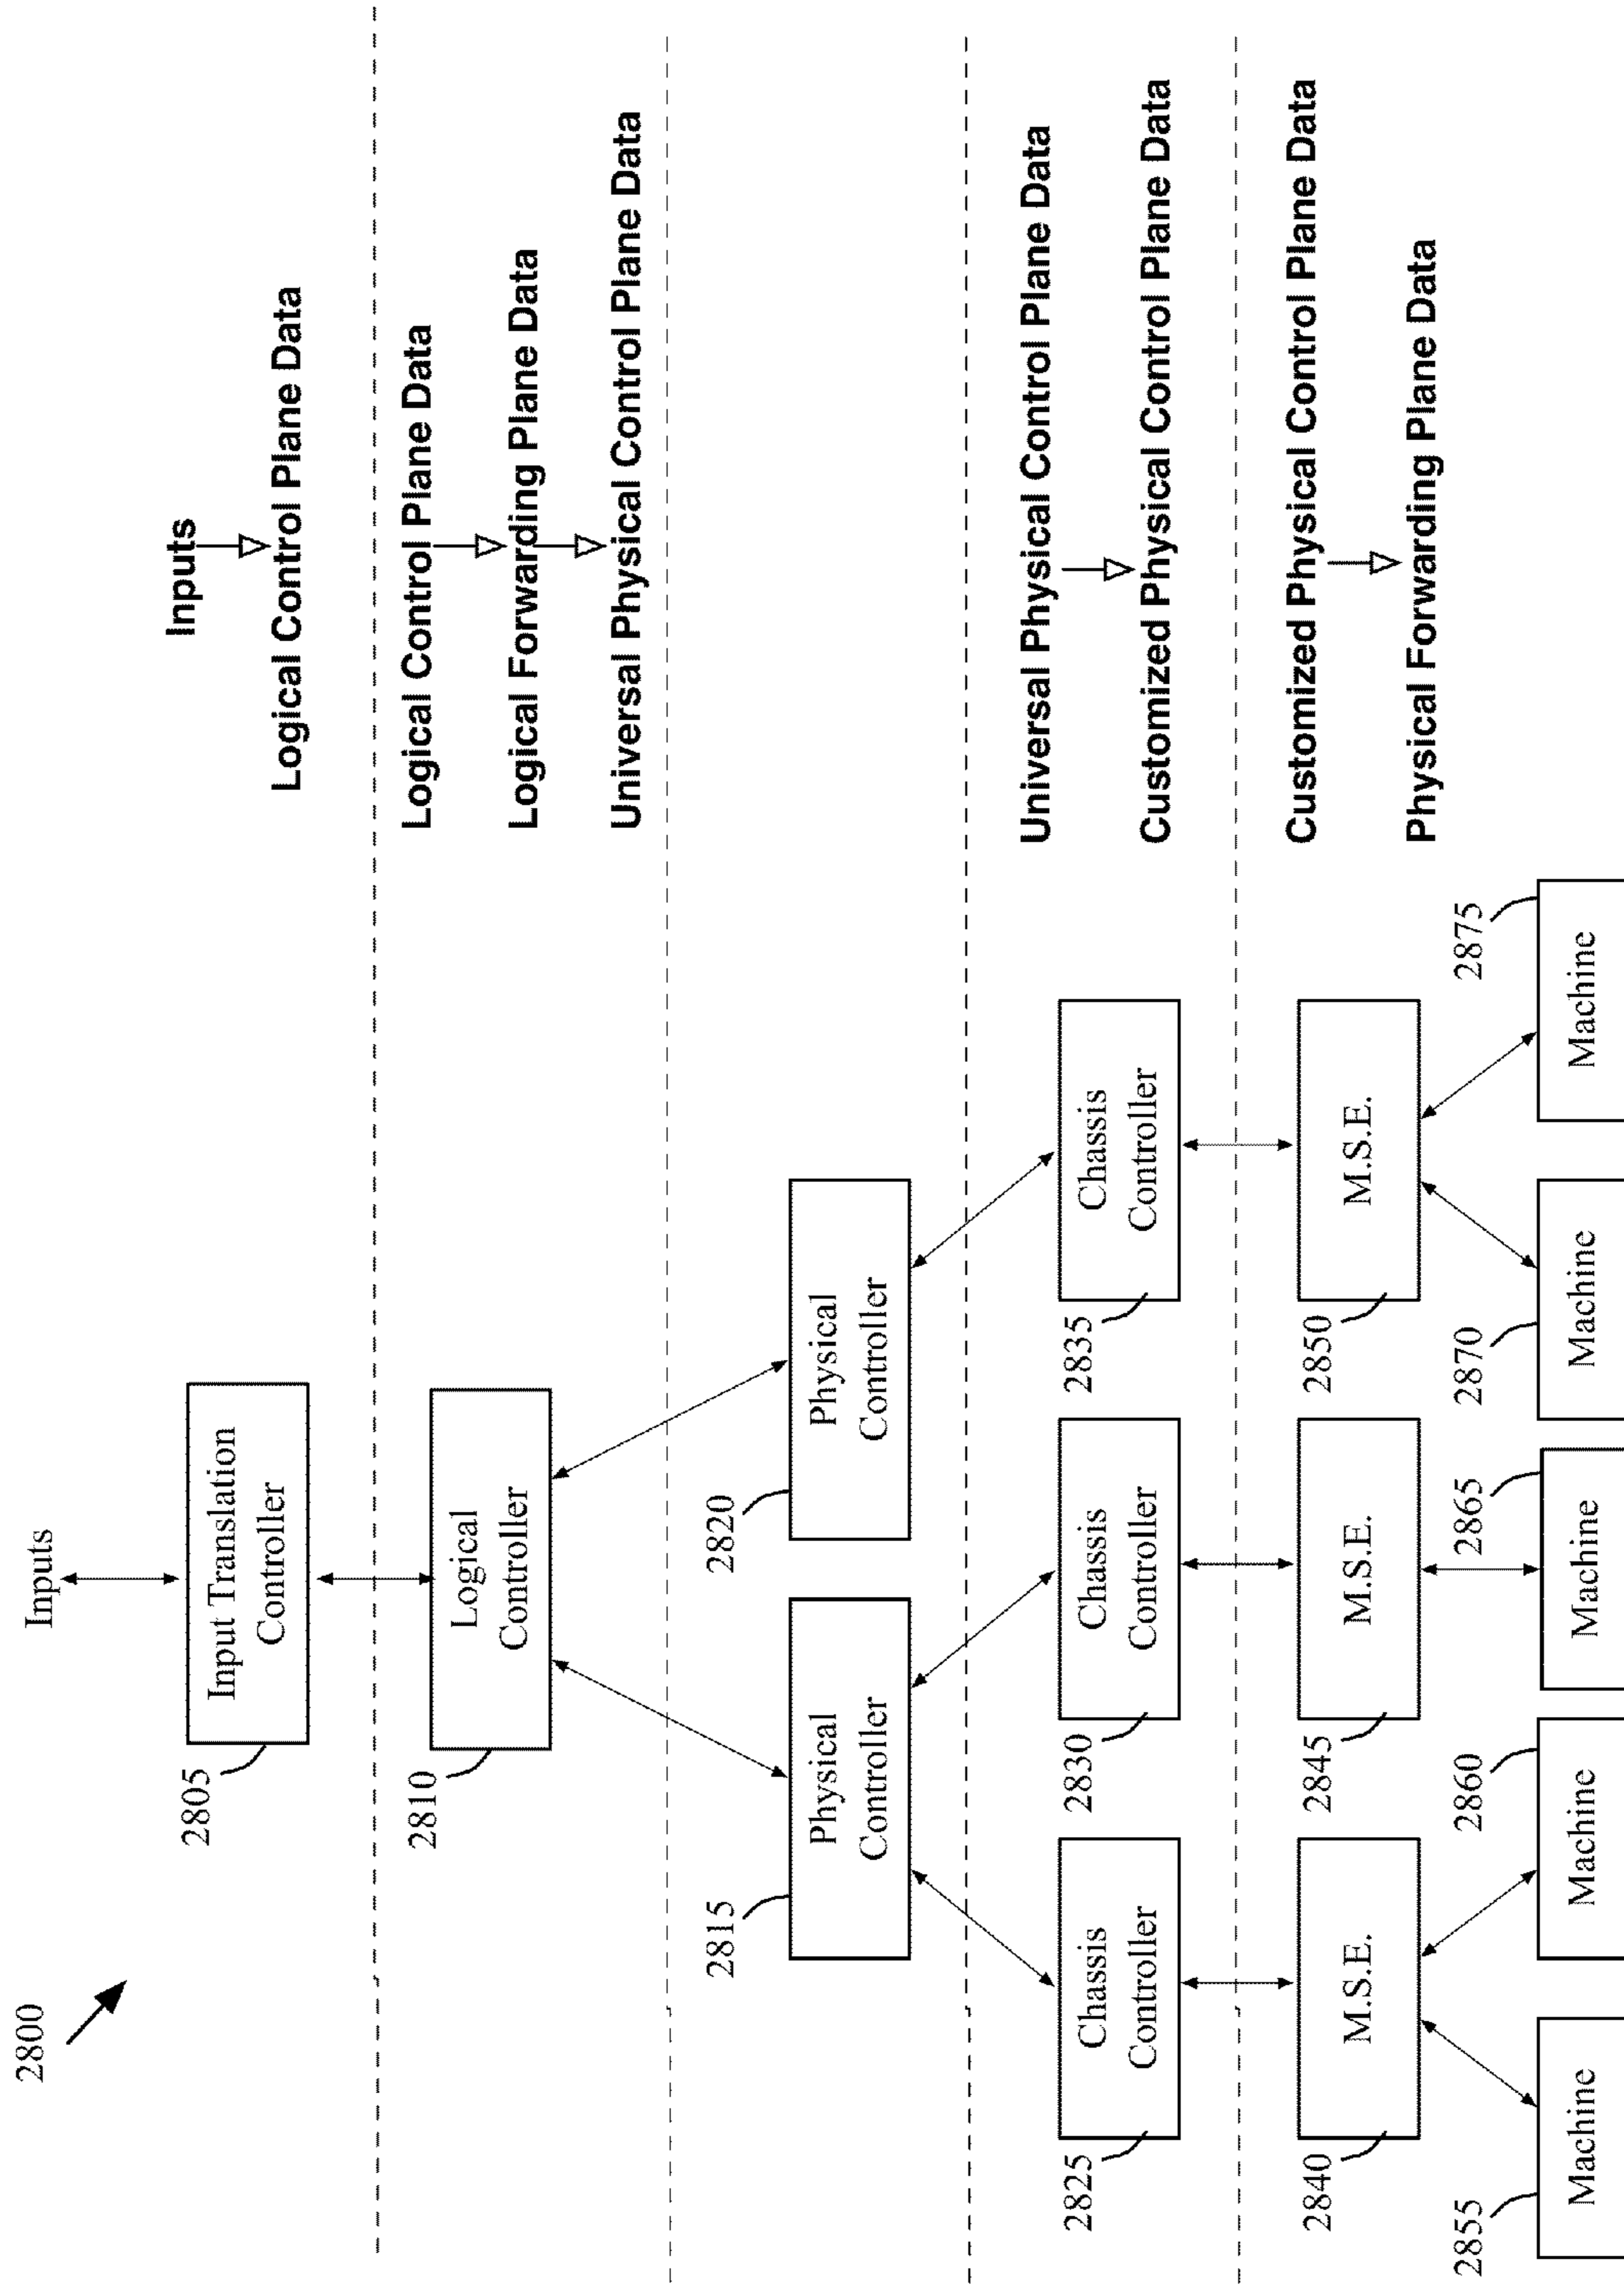 2800
Inputs
Inputs
Logical Control Plane Data
2805
Input Translation
Controller
Logical Control Plane Data
Logical Forwarding Plane Data
Universal Physical Control Plane Data
2810
Logical
Controller
2815
Physical
Controller
2820
Physical
Controller
Universal Physical Control Plane Data
Customized Physical Control Plane Data
2825
Chassis
Controller
2830
Chassis
Controller
2835
Chassis
Controller
Customized Physical Control Plane Data
Physical Forwarding Plane Data
2840
M.S.E.
2845
M.S.E.
2850
M.S.E.
2855
Machine
2860
Machine
2865
Machine
2870
Machine
2875
Machine